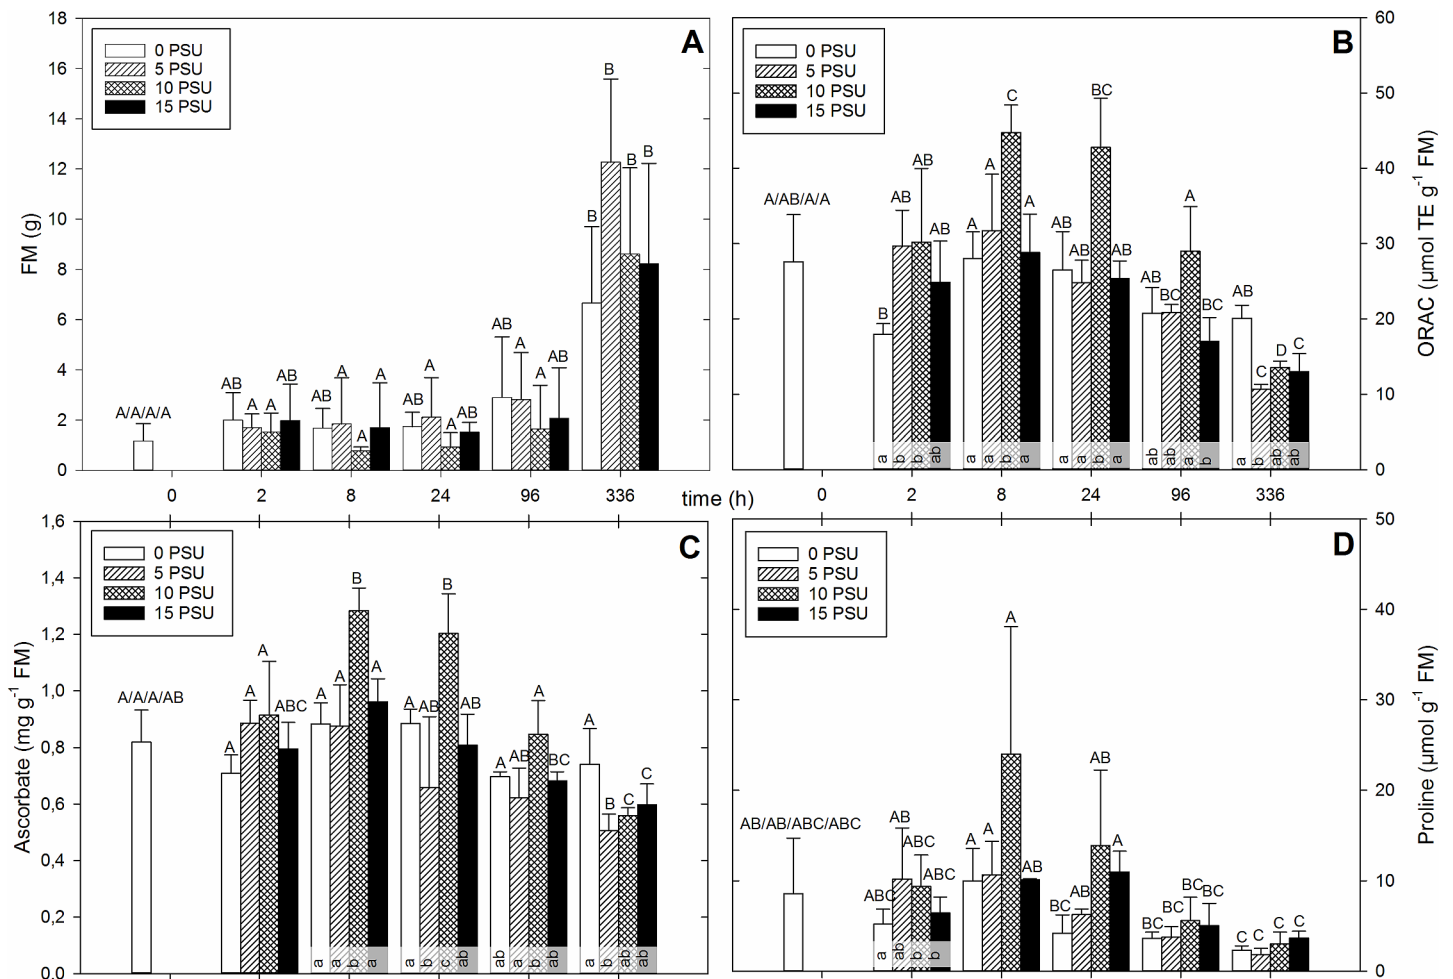 18
16
14
12
10
8
6
4
2
0
FM (g)
0 PSU
5 PSU
10 PSU
15 PSU
A
A/A/A/A
AB
A
A
AB
AB
A
A
A
AB
A
A
AB
AB
A
A
AB
B
B
B
B
0
2
8
24
96
336
time (h)
60
50
40
30
20
10
0
ORAC (µmol TE g-1 FM)
0 PSU
5 PSU
10 PSU
15 PSU
B
A/AB/A/A
B
AB
AB
AB
A
A
C
A
AB
AB
BC
AB
AB
BC
A
BC
AB
C
D
C
a
b
b
ab
a
a
b
a
a
a
b
a
ab
ab
a
b
a
b
ab
ab
0
2
8
24
96
336
1,6
1,4
1,2
1,0
0,8
0,6
0,4
0,2
0,0
Ascorbate (mg g-1 FM)
0 PSU
5 PSU
10 PSU
15 PSU
C
A/A/A/AB
A
A
A
ABC
A
A
B
A
A
AB
B
AB
A
AB
A
BC
A
B
C
C
a
a
b
a
a
b
c
ab
ab
a
b
ab
a
b
ab
ab
50
40
30
20
10
0
Proline (µmol g-1 FM)
0 PSU
5 PSU
10 PSU
15 PSU
D
AB/AB/ABC/ABC
ABC
AB
ABC
ABC
A
A
A
AB
BC
AB
AB
A
BC
BC
BC
BC
C
C
C
C
a
ab
b
b